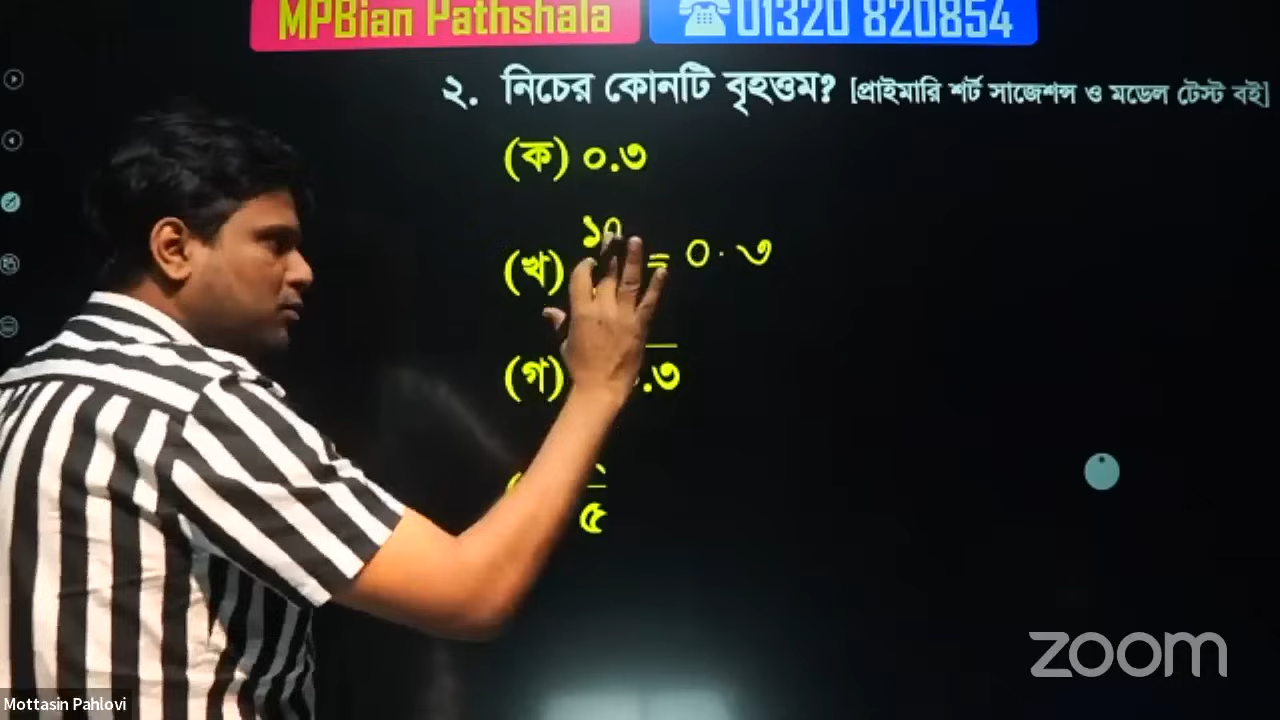 MPBian Pathshala ☎01320 820854
২. নিচের কোনটি বৃহত্তম? [প্রাইমারি শর্ট সাজেশন্স ও মডেল টেস্ট বই]
(ক) ০.৩
(খ) = ০.৩
(গ) .৩
৫
zoom
Mottasin Pahlovi